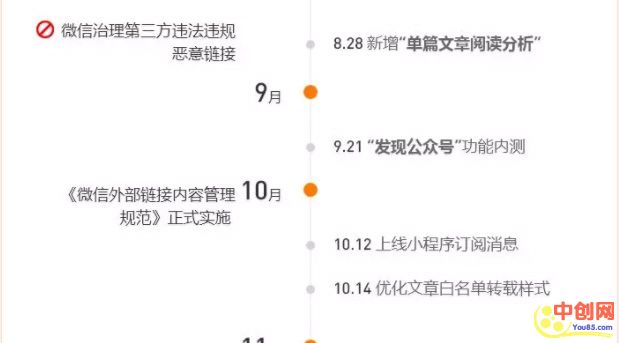 微信治理第三方违法违规
恶意链接
8.28 新增“单篇文章阅读分析”
9月
9.21 “发现公众号”功能内测
《微信外部链接内容管理
规范》正式实施
10月
10.12 上线小程序订阅消息
10.14 优化文章白名单转载样式
中创网
You85.com